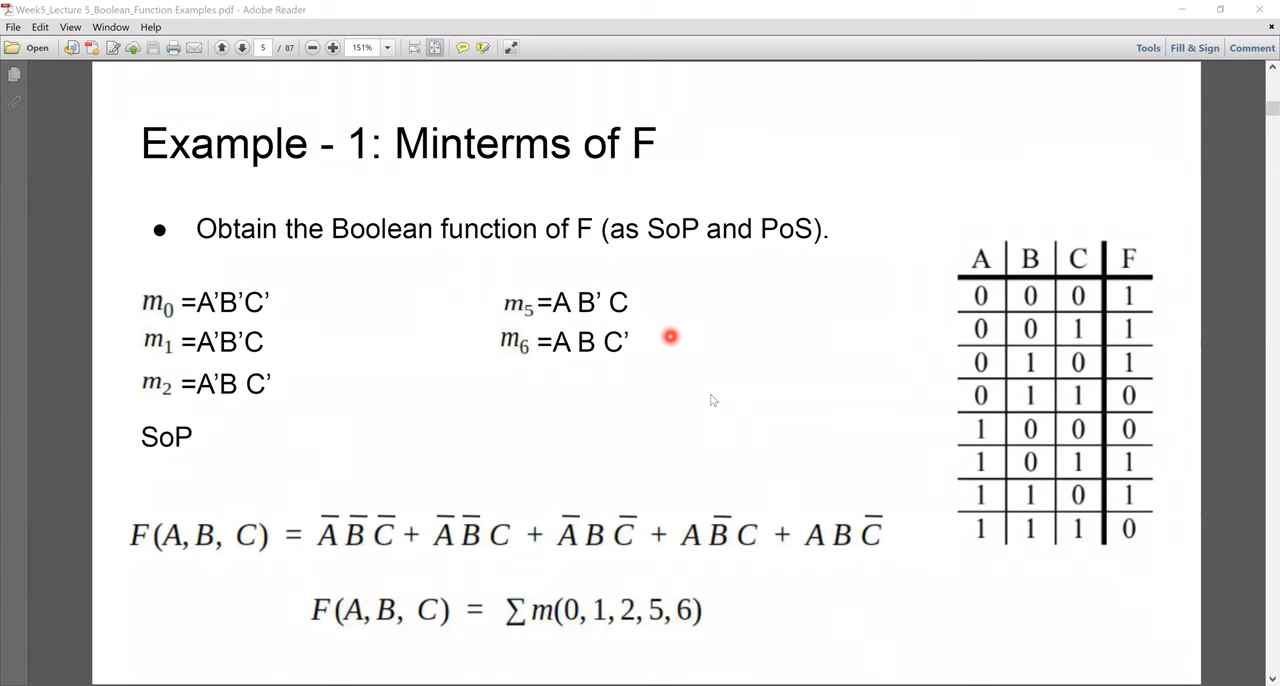 Week5_Lecture 5_Boolean_Function Examples.pdf - Adobe Reader
File Edit View Window Help
Open 5 / 87 151% Tools Fill & Sign Comment
Example - 1: Minterms of F
● Obtain the Boolean function of F (as SoP and PoS).
m₀ =A’B’C’
m₁ =A’B’C
m₂ =A’B C’
m₅=A B’ C
m₆ =A B C’
SoP
F(A, B, C) = A̅ B̅ C̅ + A̅ B̅ C + A̅ B C̅ + A B̅ C + A B C̅
F(A, B, C) = ∑ m(0, 1, 2, 5, 6)
A B C F
0 0 0 1
0 0 1 1
0 1 0 1
0 1 1 0
1 0 0 0
1 0 1 1
1 1 0 1
1 1 1 0